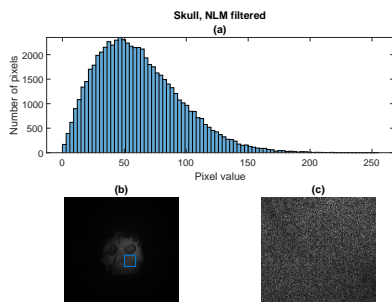 Skull, NLM filtered
(a)
2000
1500
1000
500
0
Number of pixels
0 50 100 150 200 250
Pixel value
(b) (c)